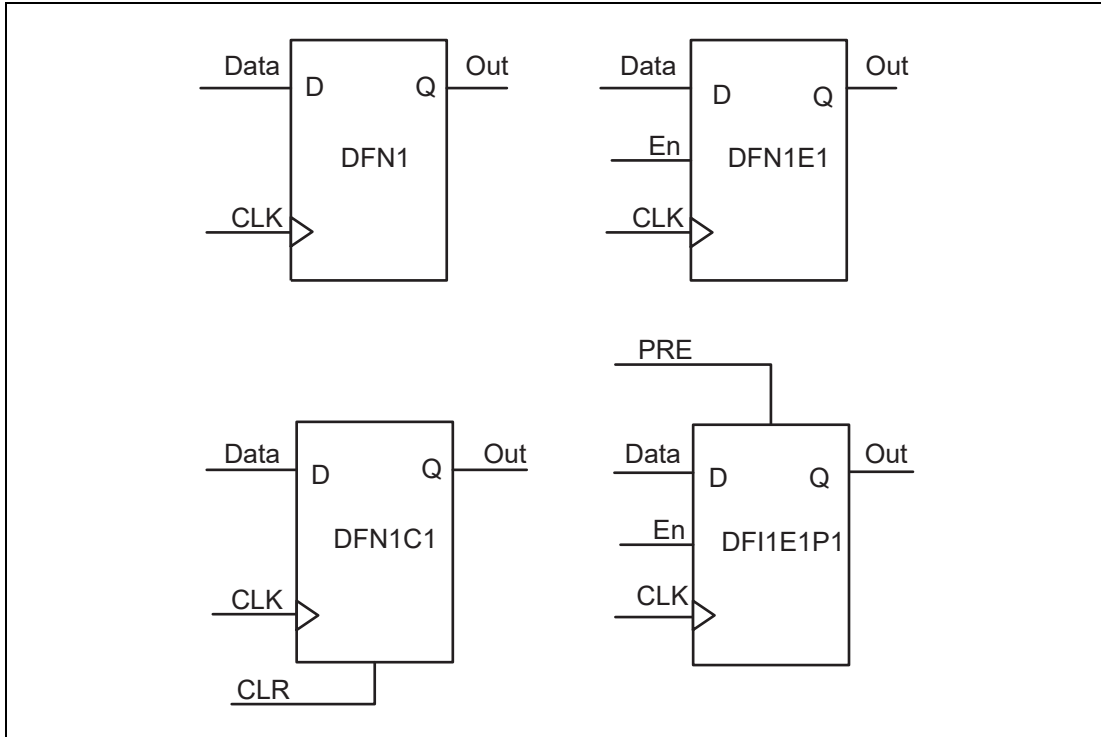 Data
D
Q
Out
DFN1
CLK
Data
D
Q
Out
En
DFN1E1
CLK
Data
D
Q
Out
DFN1C1
CLK
CLR
PRE
Data
D
Q
Out
En
DFI1E1P1
CLK